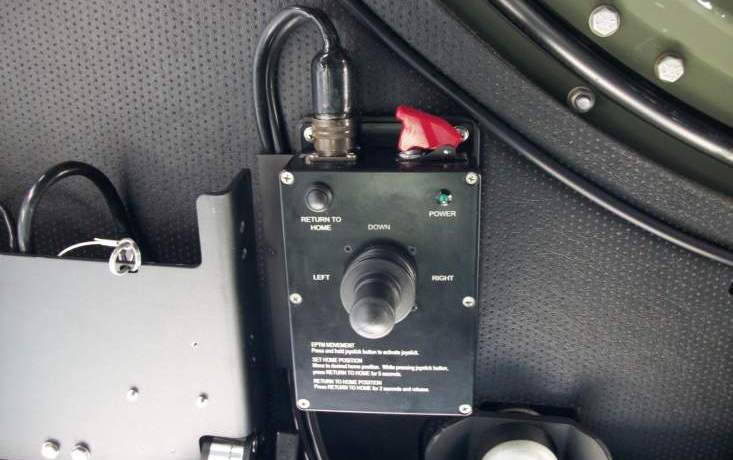 RETURN TO
HOME
POWER
DOWN
LEFT
RIGHT
EPTM MOVEMENT
Press and hold joystick button to activate joystick.
SET HOME POSITION
Move to desired home position. While pressing joystick button,
press RETURN TO HOME for 5 seconds.
RETURN TO HOME POSITION
Press RETURN TO HOME for 2 seconds and release.